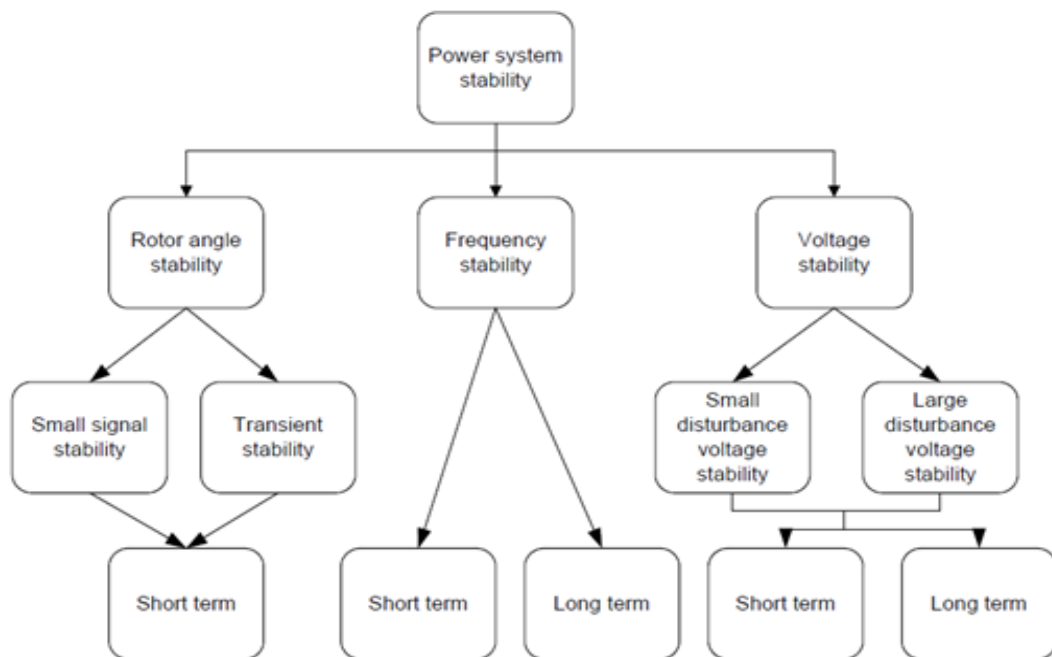 Power system
stability
Rotor angle
stability
Frequency
stability
Voltage
stability
Small signal
stability
Transient
stability
Small
disturbance
voltage
stability
Large
disturbance
voltage
stability
Short term
Short term
Long term
Short term
Long term